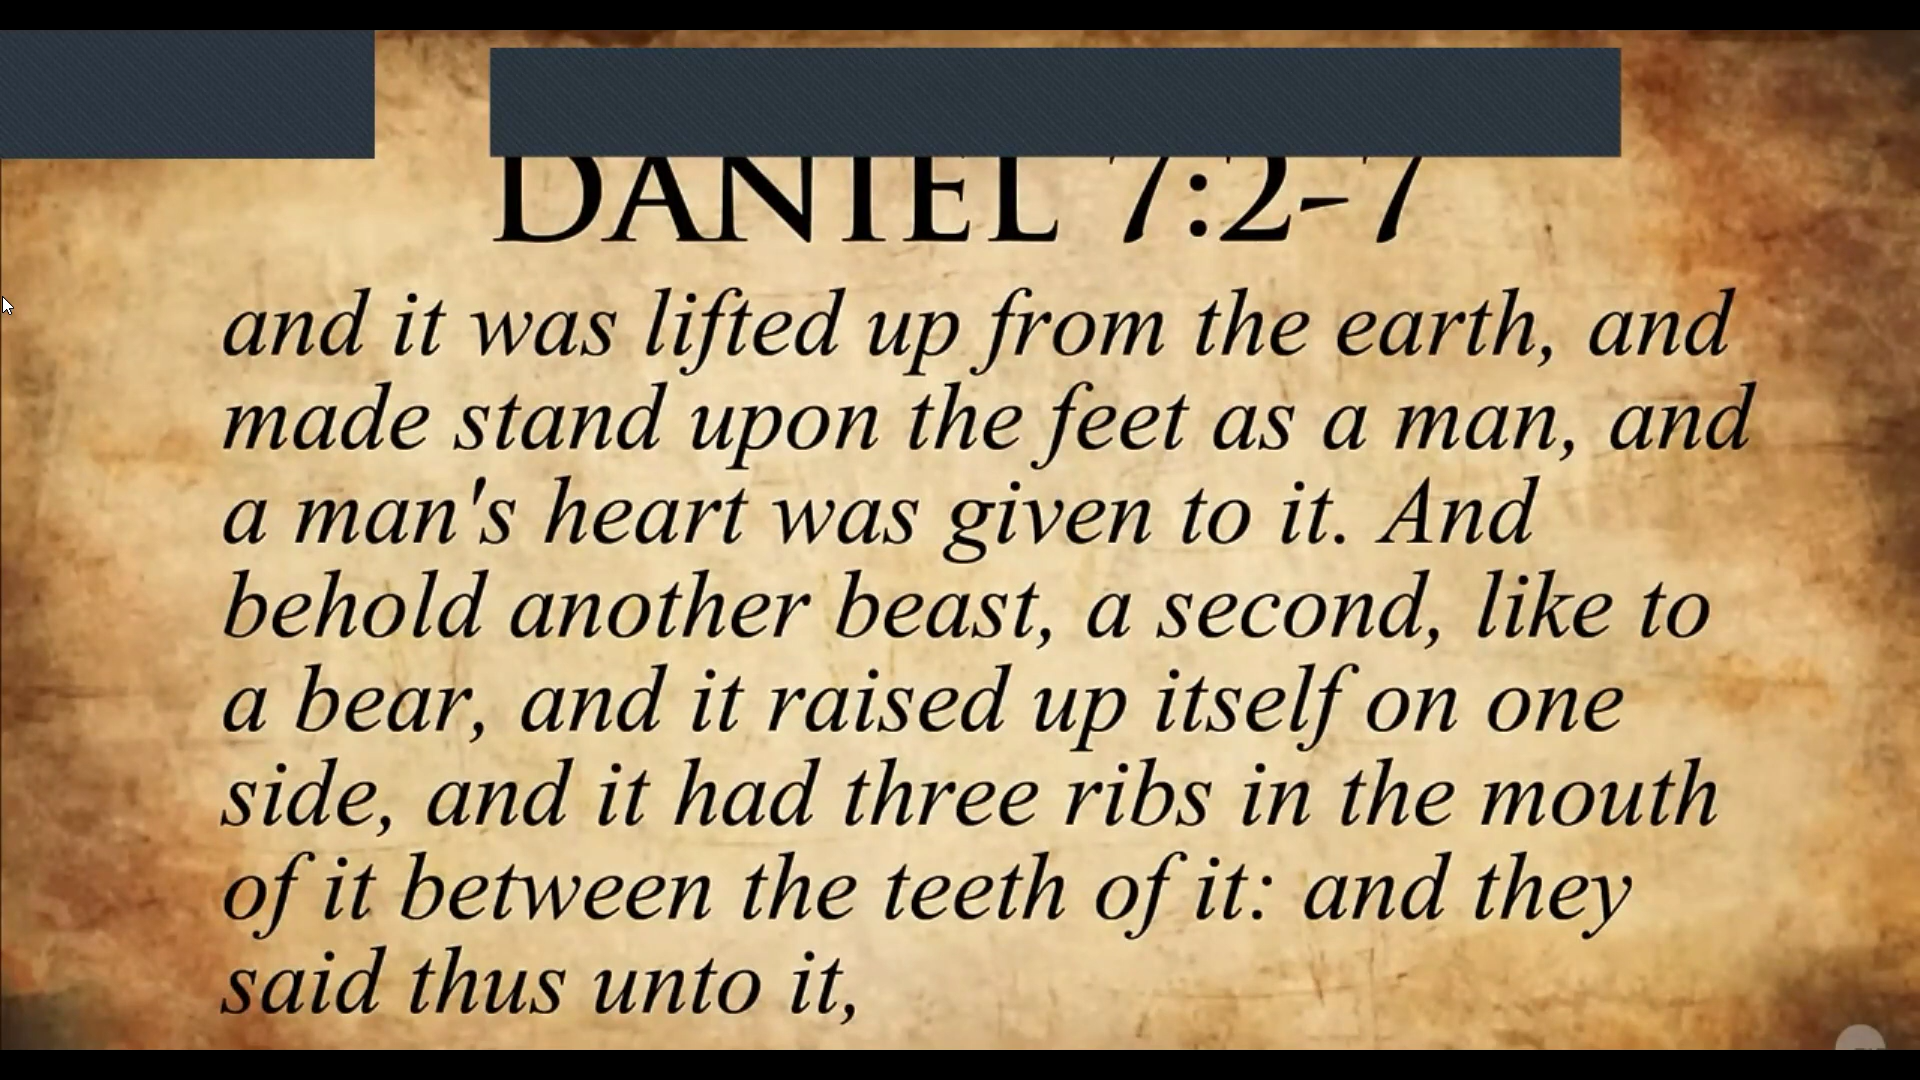 DANIEL 7:2-7
and it was lifted up from the earth, and
made stand upon the feet as a man, and
a man's heart was given to it. And
behold another beast, a second, like to
a bear, and it raised up itself on one
side, and it had three ribs in the mouth
of it between the teeth of it: and they
said thus unto it,